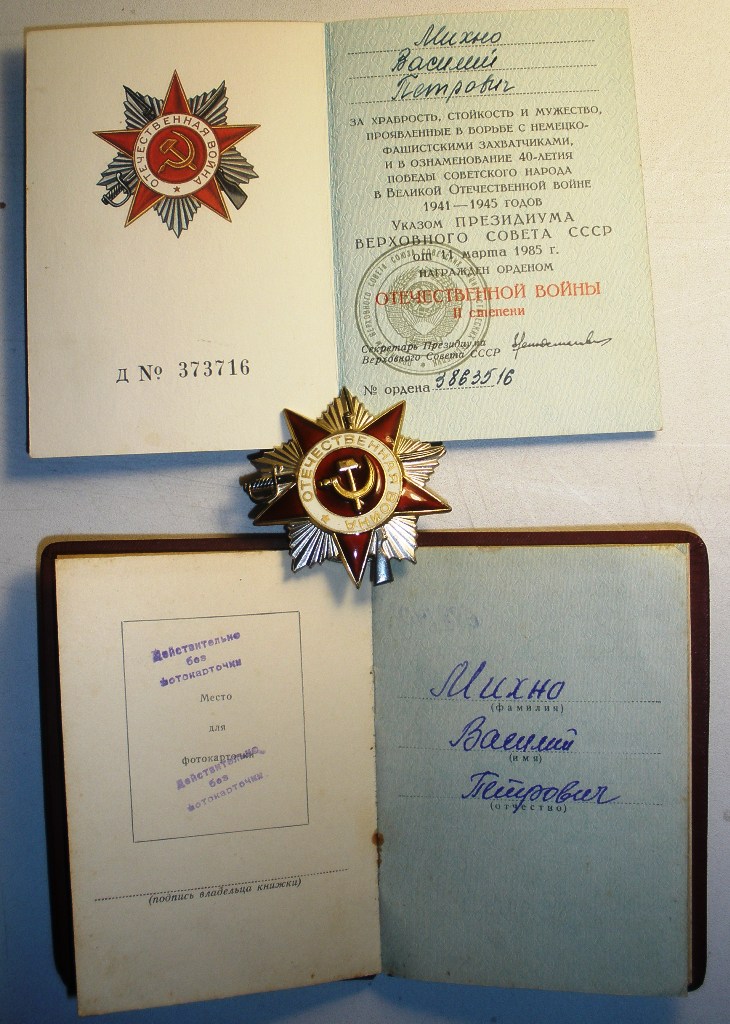 ОТЕЧЕСТВЕННАЯ ВОЙНА
Д № 373716
Михно
Василий
Петрович
ЗА ХРАБРОСТЬ, СТОЙКОСТЬ И МУЖЕСТВО,
ПРОЯВЛЕННЫЕ В БОРЬБЕ С НЕМЕЦКО-
ФАШИСТСКИМИ ЗАХВАТЧИКАМИ,
И В ОЗНАМЕНОВАНИЕ 40-ЛЕТИЯ
ПОБЕДЫ СОВЕТСКОГО НАРОДА
В ВЕЛИКОЙ ОТЕЧЕСТВЕННОЙ ВОЙНЕ
1941—1945 ГОДОВ
УКАЗОМ ПРЕЗИДИУМА
ВЕРХОВНОГО СОВЕТА СССР
от 11 марта 1985 г.
НАГРАЖДЕН ОРДЕНОМ
ОТЕЧЕСТВЕННОЙ ВОЙНЫ
II степени
Секретарь Президиума
Верховного Совета СССР
№ ордена 3863516
ОТЕЧЕСТВЕННАЯ ВОЙНА
Действительно
без
фотокарточки
Место
для
фотокарточки
Действительно
без
фотокарточки
(подпись владельца книжки)
Михно
(фамилия)
Василий
(имя)
Петрович
(отчество)